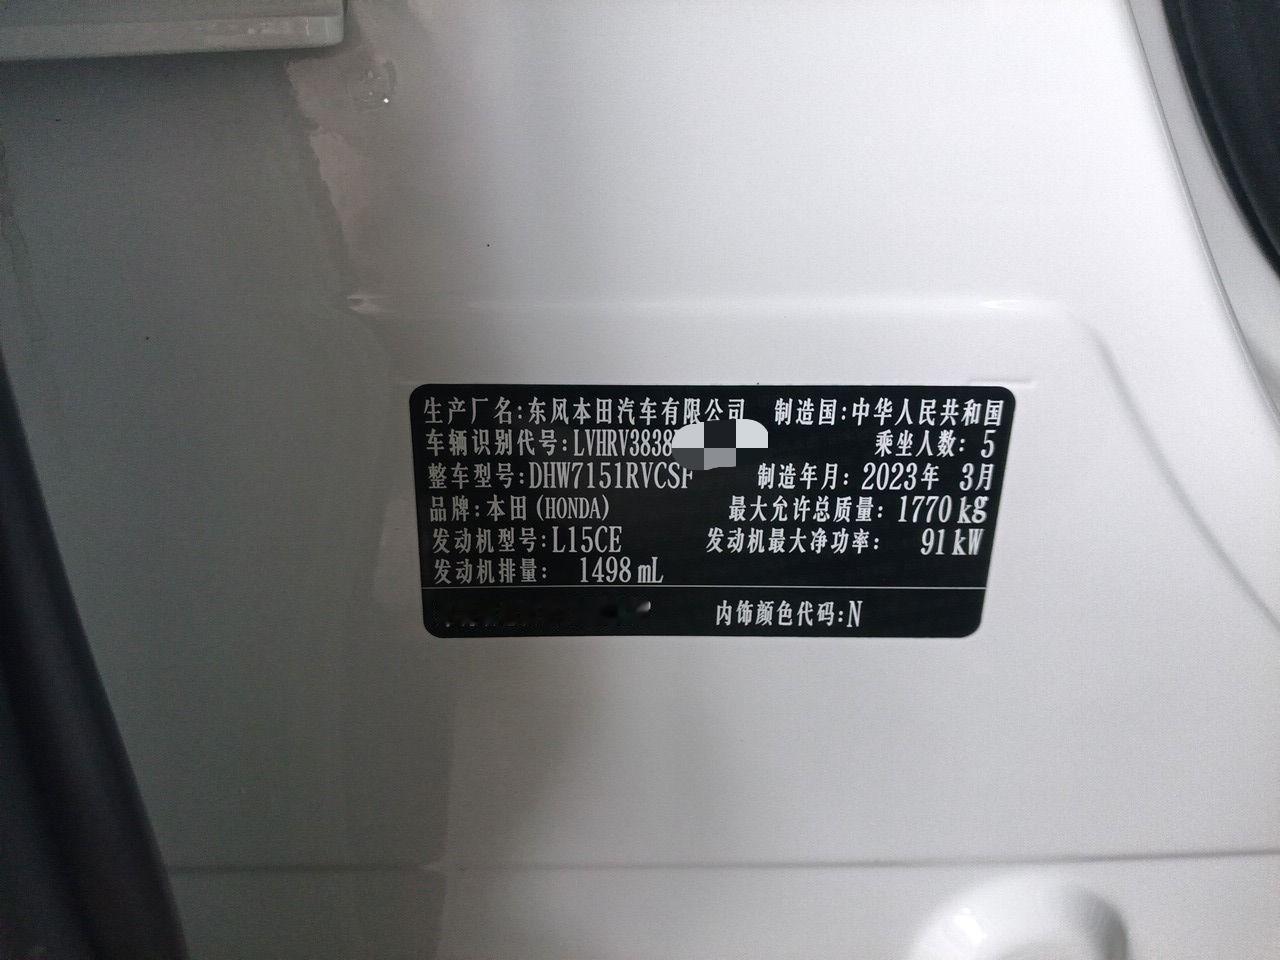 生产厂名:东风本田汽车有限公司 制造国:中华人民共和国
车辆识别代号:LVHRV3838 乘坐人数: 5
整车型号:DHW7151RVCSF 制造年月: 2023年 3月
品牌:本田(HONDA) 最大允许总质量: 1770kg
发动机型号:L15CE 发动机最大净功率: 91kW
发动机排量: 1498mL
内饰颜色代码:N